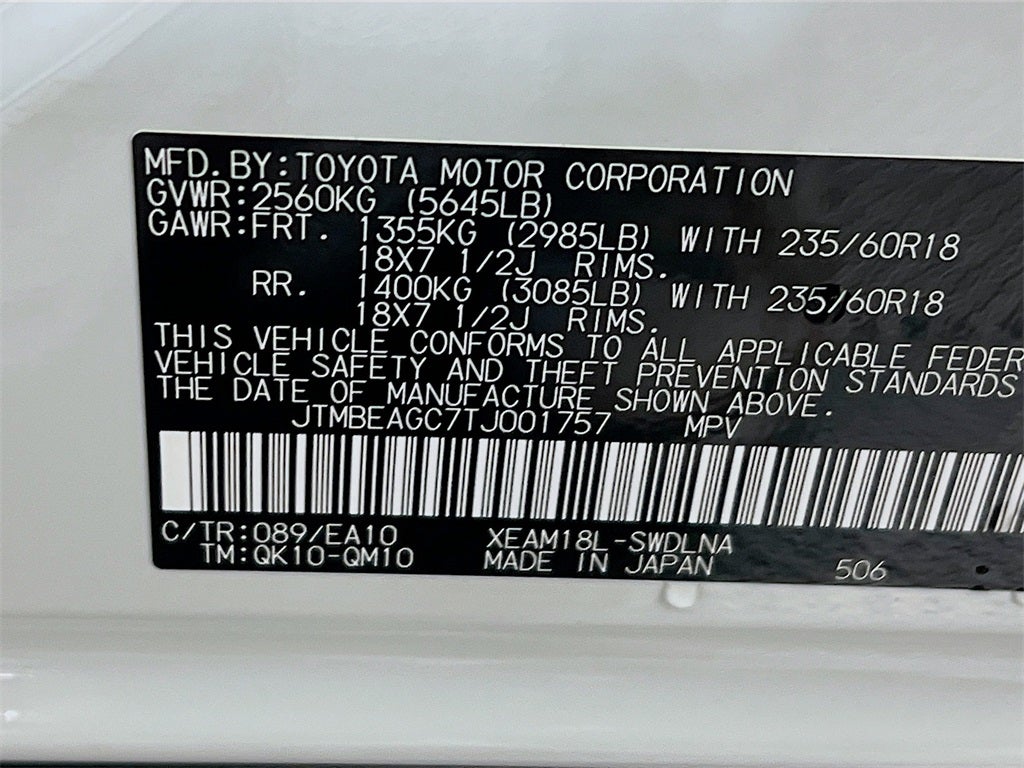 MFD.BY:TOYOTA MOTOR CORPORATION
GVWR:2560KG (5645LB)
GAWR:FRT. 1355KG (2985LB) WITH 235/60R18
18X7 1/2J RIMS.
RR. 1400KG (3085LB) WITH 235/60R18
18X7 1/2J RIMS.
THIS VEHICLE CONFORMS TO ALL APPLICABLE FEDER
VEHICLE SAFETY AND THEFT PREVENTION STANDARDS
THE DATE OF MANUFACTURE SHOWN ABOVE.
JTMBEAGC7TJ001757 MPV
C/TR:089/EA10 XEAM18L-SWDLNA
TM:QK10-QM10 MADE IN JAPAN 506